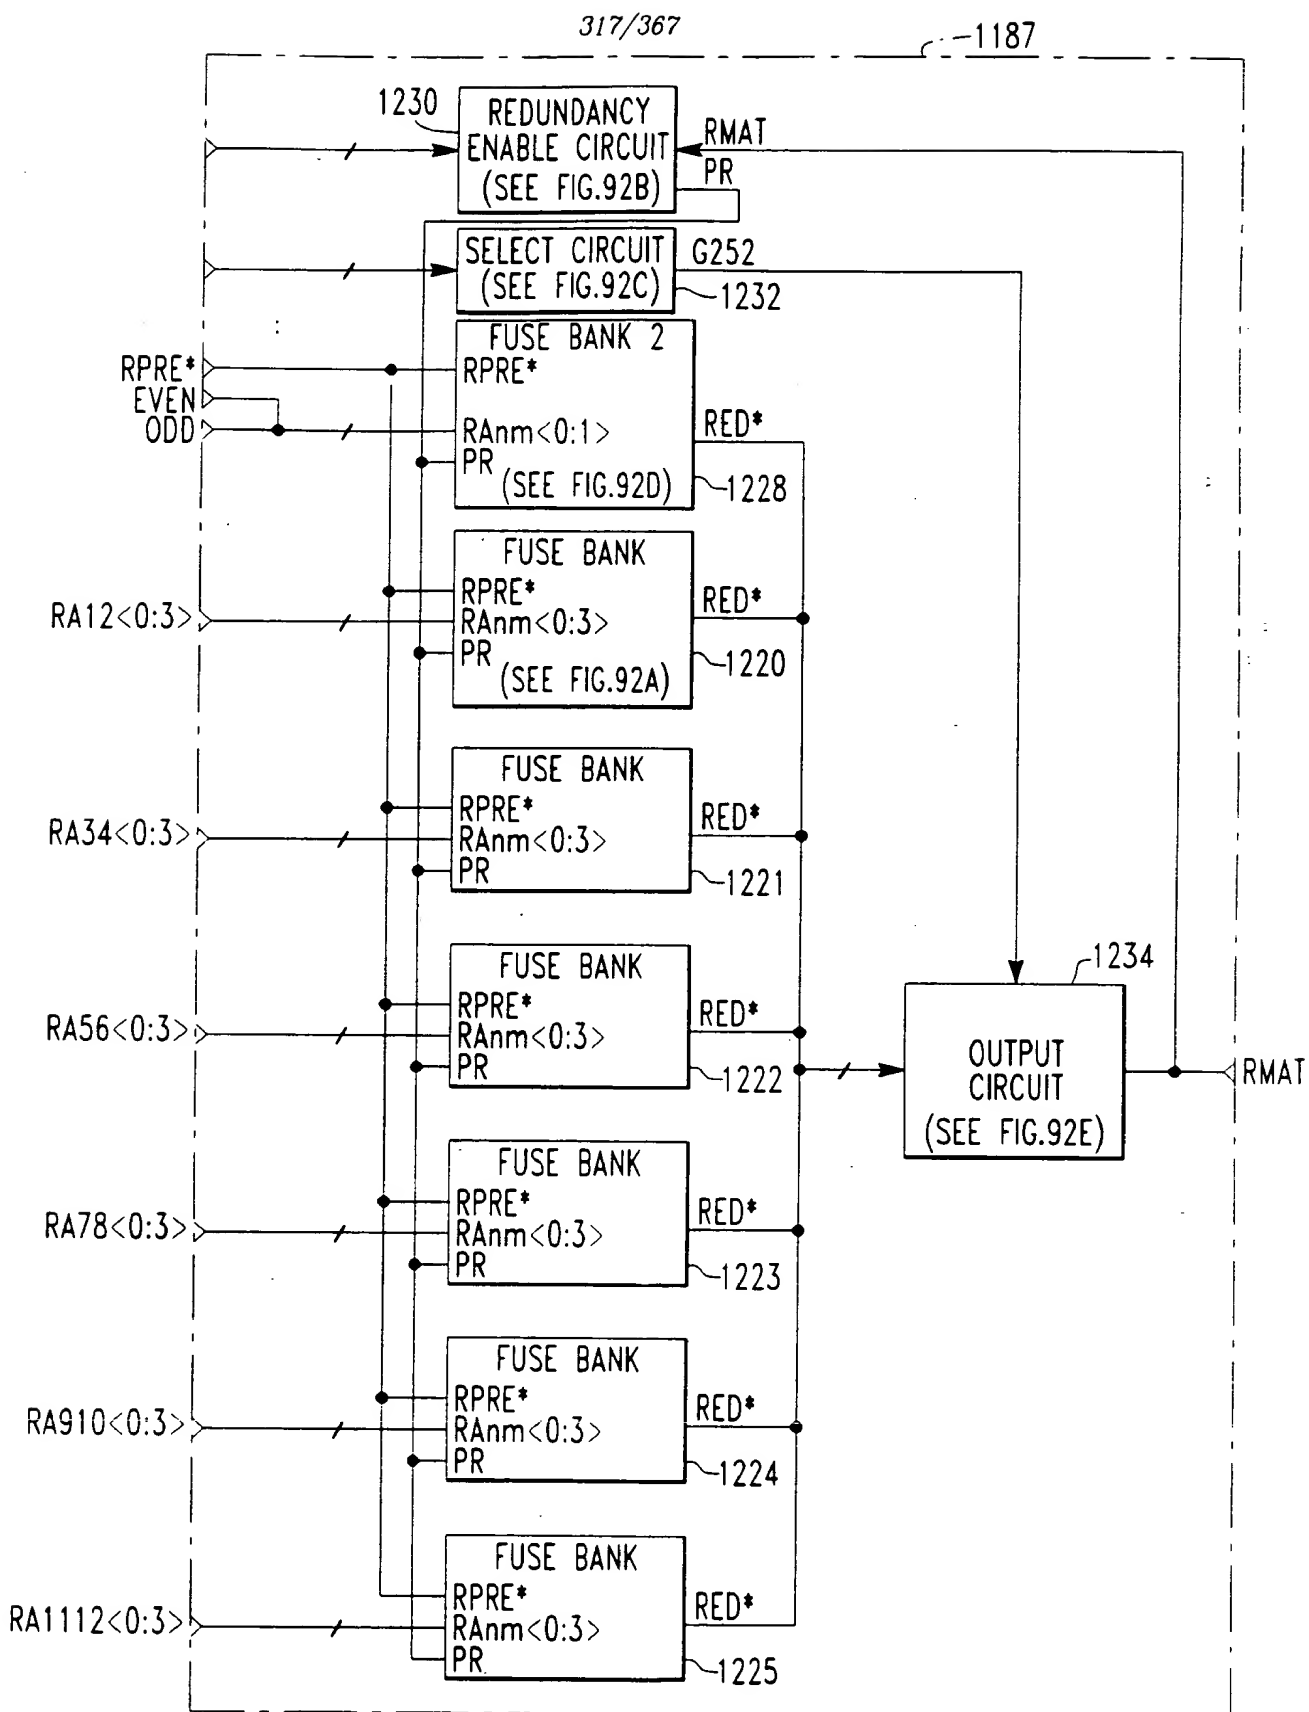 317/367
1187
1230
REDUNDANCY
ENABLE CIRCUIT
(SEE FIG.92B)
RMAT
PR
SELECT CIRCUIT
(SEE FIG.92C)
G252
1232
FUSE BANK 2
RPRE*
EVEN
ODD
RPRE*
RAnm<0:1>
PR
(SEE FIG.92D)
RED*
1228
FUSE BANK
RA12<0:3>
RPRE*
RAnm<0:3>
PR
(SEE FIG.92A)
RED*
1220
FUSE BANK
RA34<0:3>
RPRE*
RAnm<0:3>
PR
RED*
1221
FUSE BANK
RA56<0:3>
RPRE*
RAnm<0:3>
PR
RED*
1222
1234
OUTPUT
CIRCUIT
(SEE FIG.92E)
RMAT
FUSE BANK
RA78<0:3>
RPRE*
RAnm<0:3>
PR
RED*
1223
FUSE BANK
RA910<0:3>
RPRE*
RAnm<0:3>
PR
RED*
1224
FUSE BANK
RA1112<0:3>
RPRE*
RAnm<0:3>
PR
RED*
1225